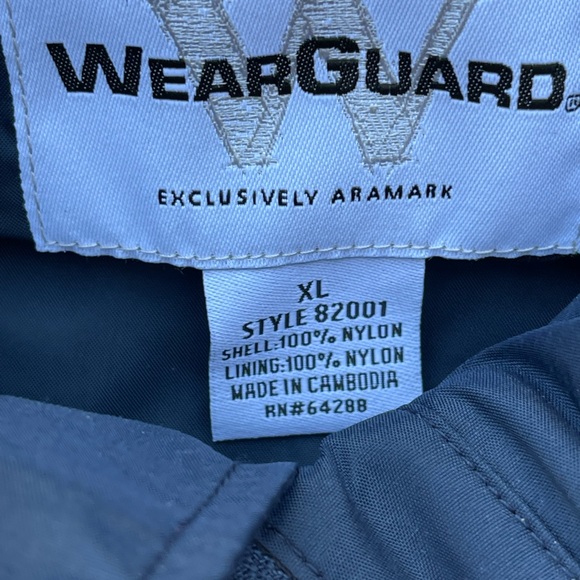 WEARGUARD®
EXCLUSIVELY ARAMARK
XL
STYLE 82001
SHELL:100% NYLON
LINING:100% NYLON
MADE IN CAMBODIA
RN#64288